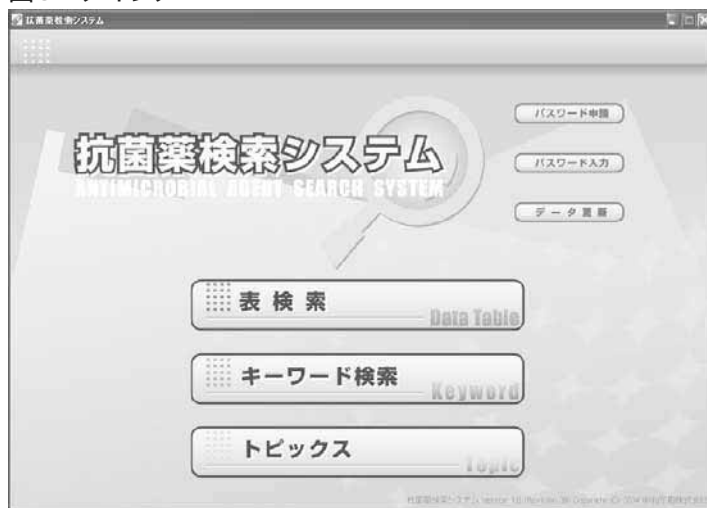 抗菌薬検索システム
抗菌薬検索システム
ANTIMICROBIAL AGENT SEARCH SYSTEM
パスワード申請
パスワード入力
データ更新
表検索
Data Table
キーワード検索
Keyword
トピックス
Topic